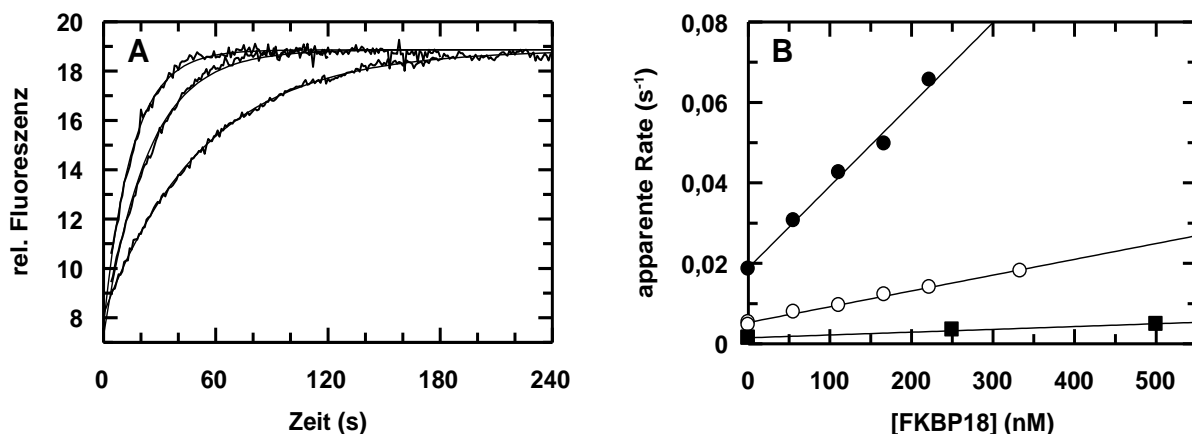 A
rel. Fluoreszenz
20
18
16
14
12
10
8
0 60 120 180 240
Zeit (s)
B
apparente Rate (s-1)
0,08
0,06
0,04
0,02
0
0 100 200 300 400 500
[FKBP18] (nM)